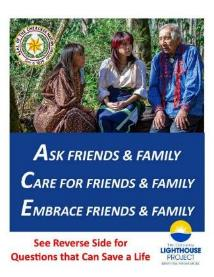 ASK FRIENDS & FAMILY
CARE FOR FRIENDS & FAMILY
EMBRACE FRIENDS & FAMILY
See Reverse Side for
Questions that Can Save a Life
LIGHTHOUSE
PROJECT